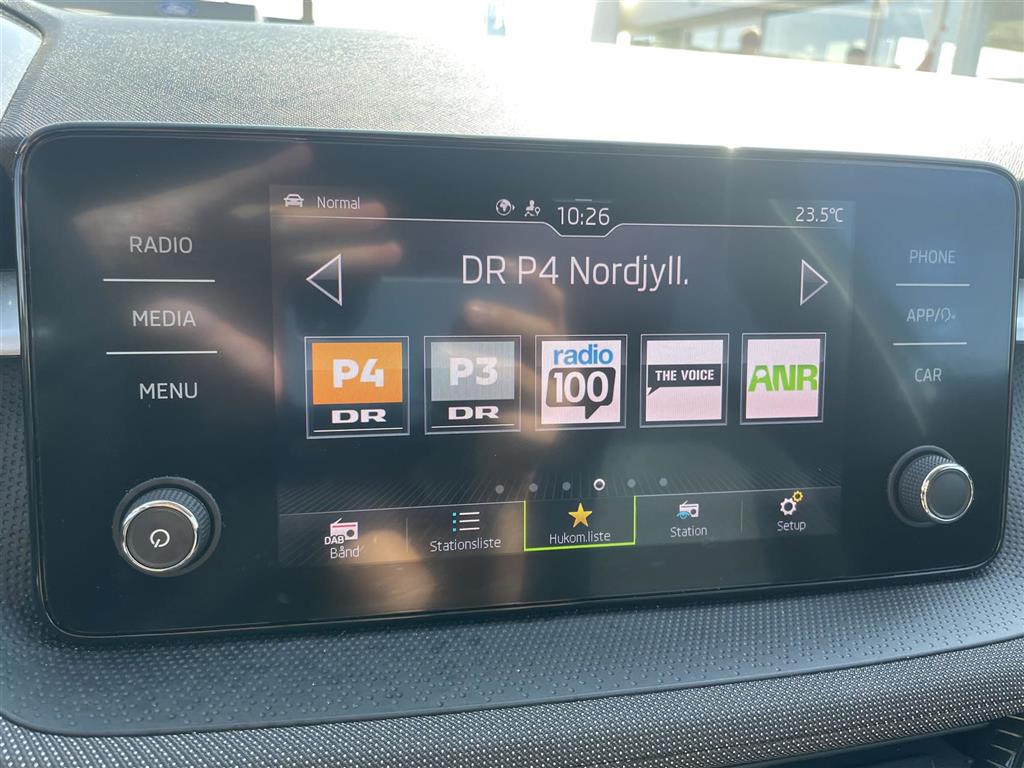 Normal
10:26
23.5°C
RADIO
MEDIA
MENU
DR P4 Nordjyll.
PHONE
APP/
CAR
P4
DR
P3
DR
radio
100
THE VOICE
ANR
DAB
Bånd
Stationsliste
Hukom.liste
Station
Setup